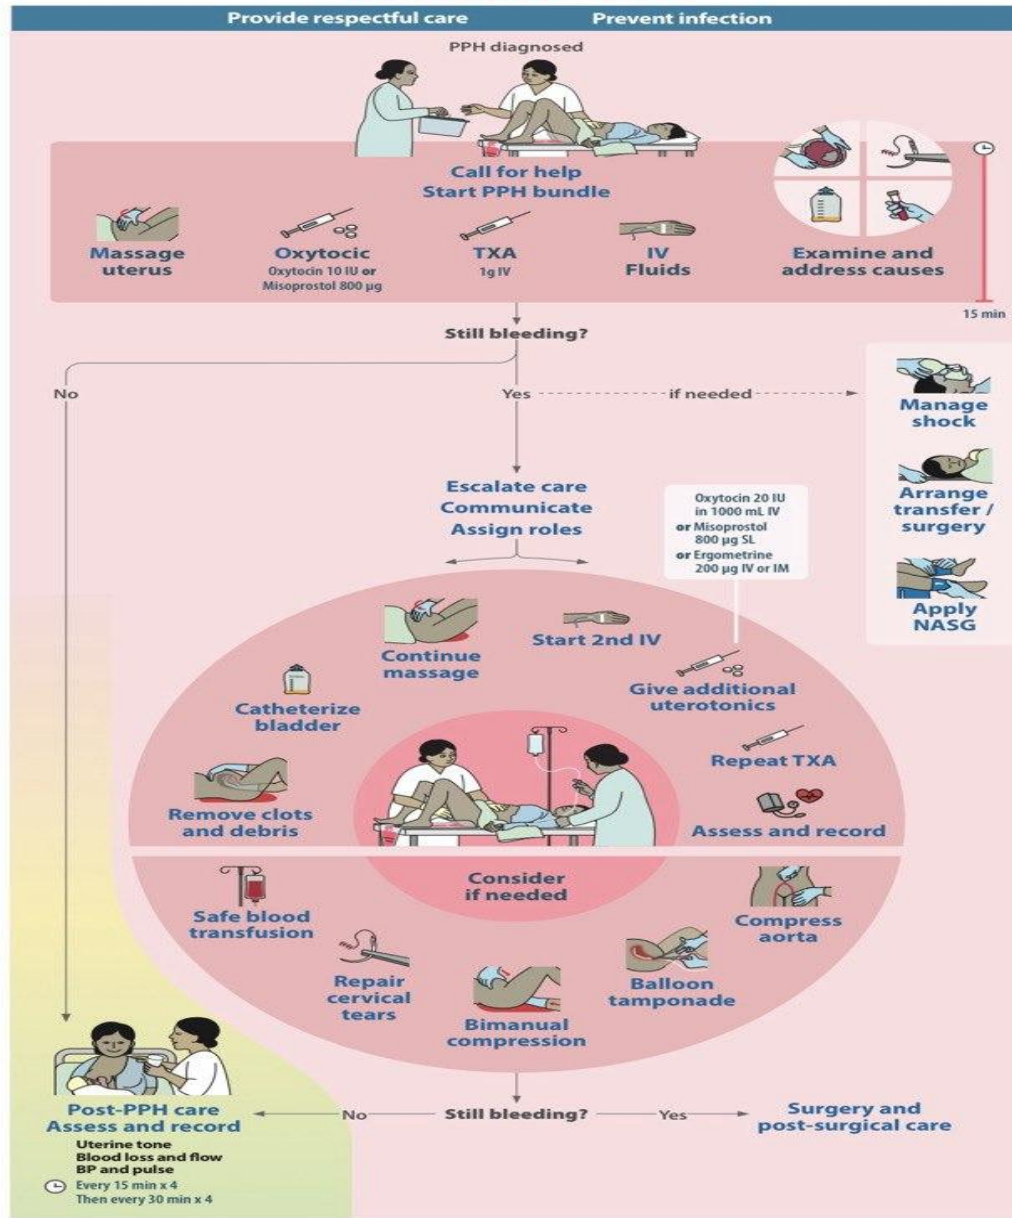 Provide respectful care
Prevent infection
PPH diagnosed
Call for help
Start PPH bundle
Massage
uterus
Oxytocic
Oxytocin 10 IU or
Misoprostol 800 µg
TXA
1g IV
IV
Fluids
Examine and
address causes
15 min
Still bleeding?
No
Yes
if needed
Manage
shock
Arrange
transfer /
surgery
Apply
NASG
Escalate care
Communicate
Assign roles
Oxytocin 20 IU
in 1000 mL IV
or Misoprostol
800 µg SL
or Ergometrine
200 µg IV or IM
Continue
massage
Start 2nd IV
Give additional
uterotonics
Catheterize
bladder
Repeat TXA
Remove clots
and debris
Assess and record
Consider
if needed
Safe blood
transfusion
Compress
aorta
Repair
cervical
tears
Balloon
tamponade
Bimanual
compression
Post-PPH care
Assess and record
Uterine tone
Blood loss and flow
BP and pulse
Every 15 min x 4
Then every 30 min x 4
No
Still bleeding?
Yes
Surgery and
post-surgical care